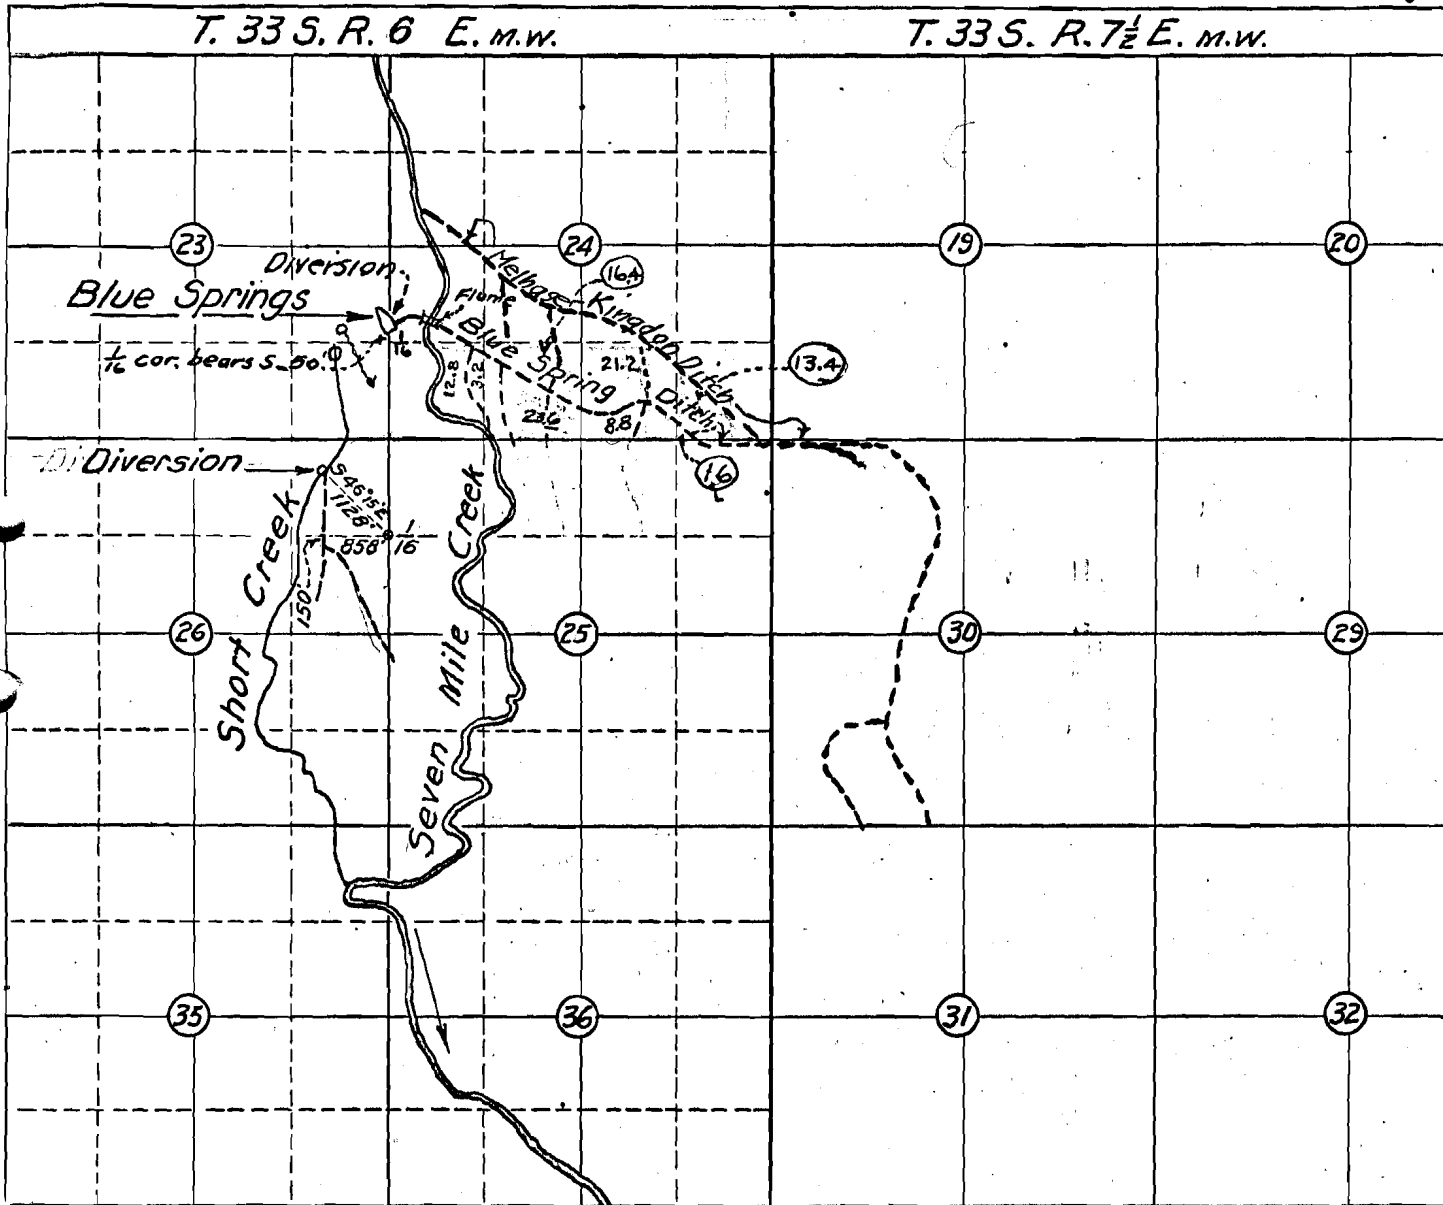 T. 33 S. R. 6 E. M.W.
T. 33 S. R. 7½ E. M.W.
23
24
19
20
Diversion
Blue Springs
Flume
1/16
1/16 cor. bears S. 50'
Melhase Kingdon Ditch
16.4
Blue Spring Ditch
12.8
3.2
23.6
21.2
8.8
13.4
1.6
Diversion
S 46°15' E
1128'
858'
1/16
150'
Short Creek
Seven Mile Creek
26
25
30
29
35
36
31
32